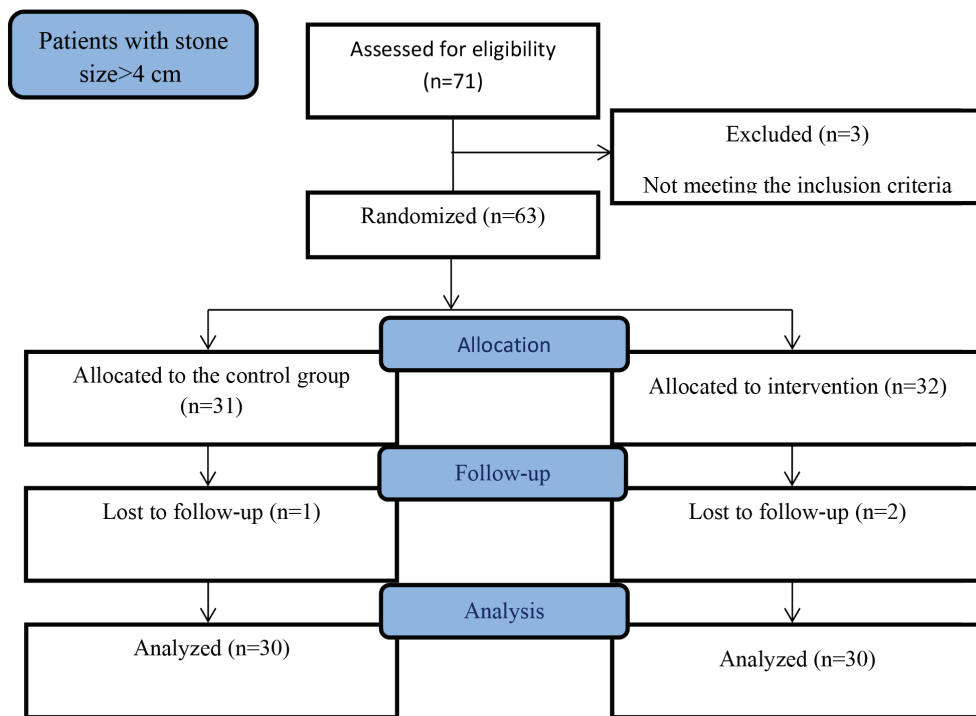 Patients with stone
size>4 cm
Assessed for eligibility
(n=71)
Excluded (n=3)
Not meeting the inclusion criteria
Randomized (n=63)
Allocation
Allocated to the control group
(n=31)
Allocated to intervention (n=32)
Follow-up
Lost to follow-up (n=1)
Lost to follow-up (n=2)
Analysis
Analyzed (n=30)
Analyzed (n=30)